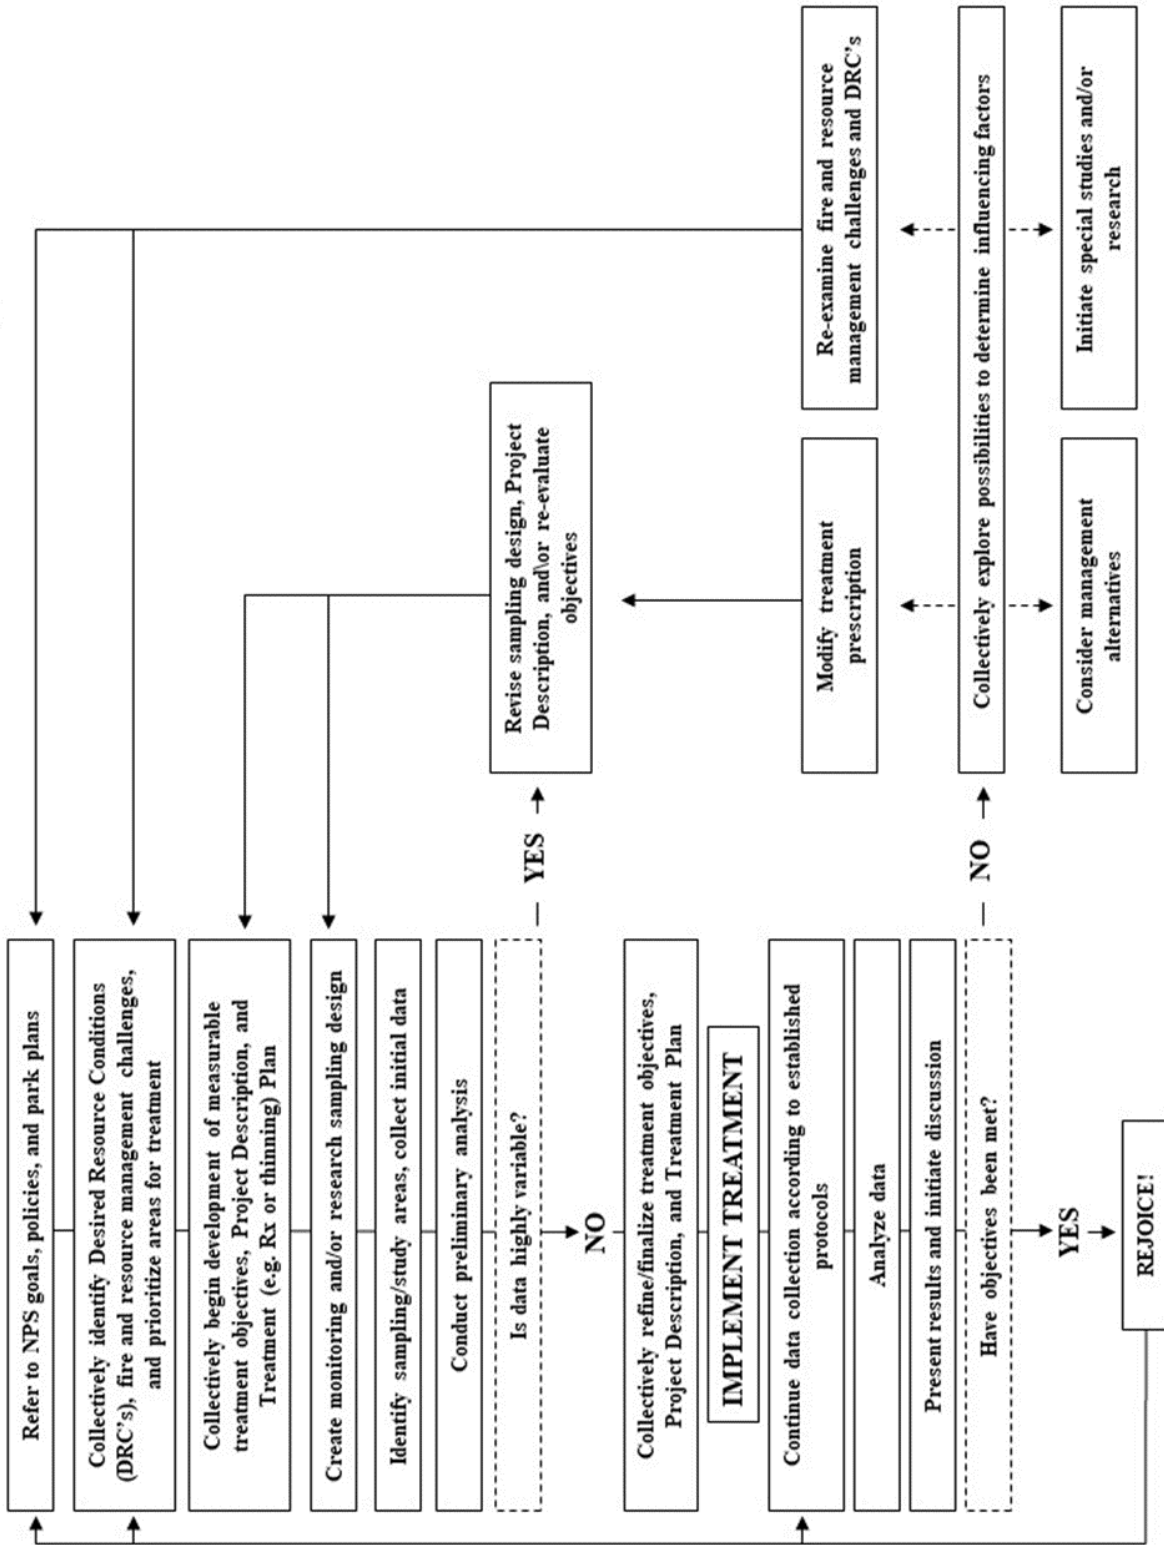 Refer to NPS goals, policies, and park plans
Collectively identify Desired Resource Conditions
(DRC's), fire and resource management challenges,
and prioritize areas for treatment
Collectively begin development of measurable
treatment objectives, Project Description, and
Treatment (e.g. Rx or thinning) Plan
Create monitoring and/or research sampling design
Identify sampling/study areas, collect initial data
Conduct preliminary analysis
Is data highly variable?
YES
Revise sampling design, Project
Description, and\or re-evaluate
objectives
NO
Collectively refine/finalize treatment objectives,
Project Description, and Treatment Plan
IMPLEMENT TREATMENT
Continue data collection according to established
protocols
Analyze data
Present results and initiate discussion
Have objectives been met?
NO
Modify treatment
prescription
Re-examine fire and resource
management challenges and DRC's
Collectively explore possibilities to determine influencing factors
Consider management
alternatives
Initiate special studies and/or
research
YES
REJOICE!